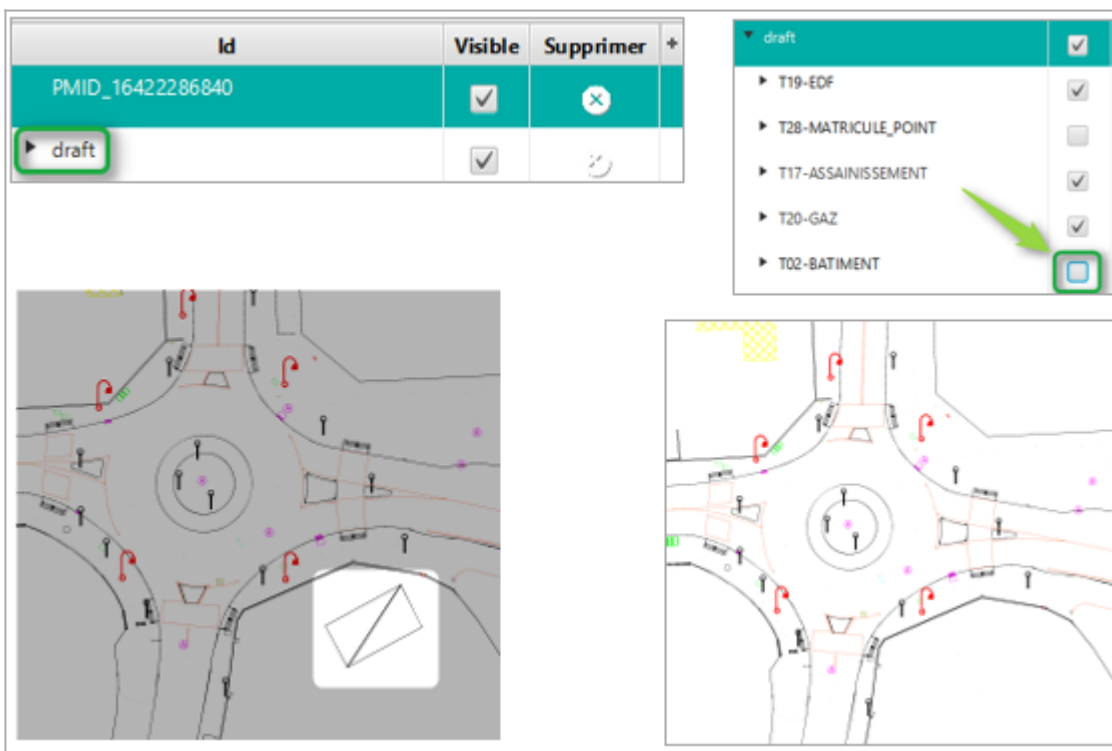 Id Visible Supprimer +
PMID_16422286840
draft
draft
T19-EDF
T28-MATRICULE_POINT
T17-ASSAINISSEMENT
T20-GAZ
T02-BATIMENT